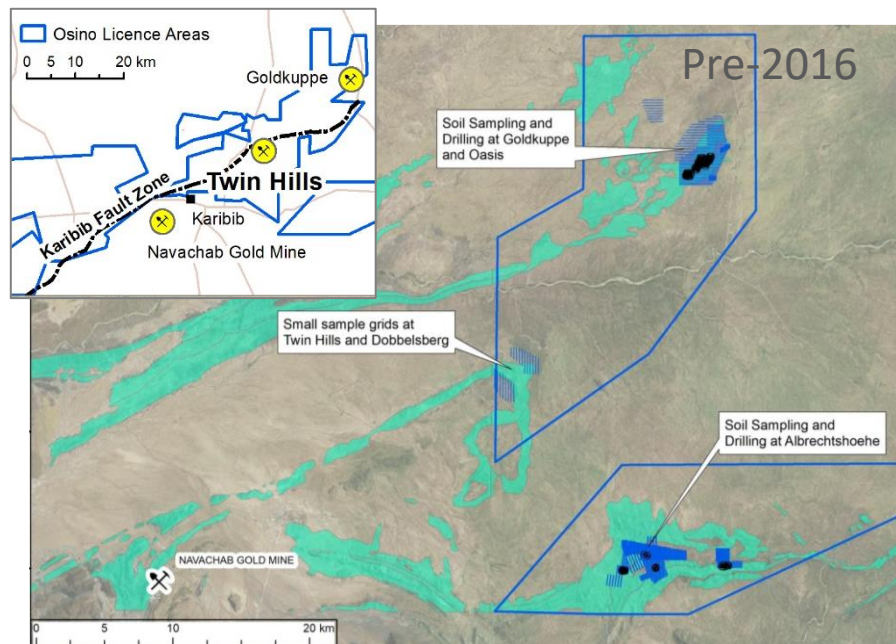 Osino Licence Areas
0 10 20 km
Goldkuppe
Twin Hills
Karibib Fault Zone
Karibib
Navachab Gold Mine
Pre-2016
Soil Sampling and
Drilling at Goldkuppe
and Oasis
Small sample grids at
Twin Hills and Dobbelsberg
Soil Sampling and
Drilling at Albrechtshoehe
NAVACHAB GOLD MINE
0 5 10 20 km